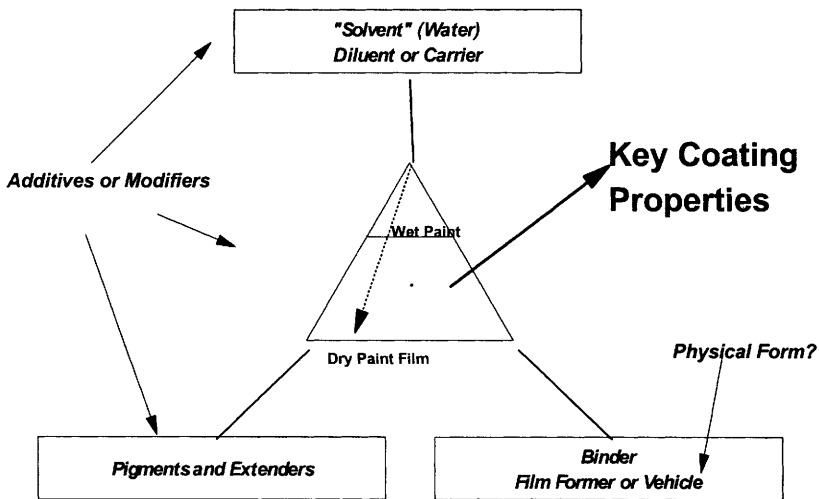 "Solvent" (Water)
Diluent or Carrier
Key Coating
Properties
Additives or Modifiers
Wet Paint
Dry Paint Film
Physical Form?
Pigments and Extenders
Binder
Film Former or Vehicle